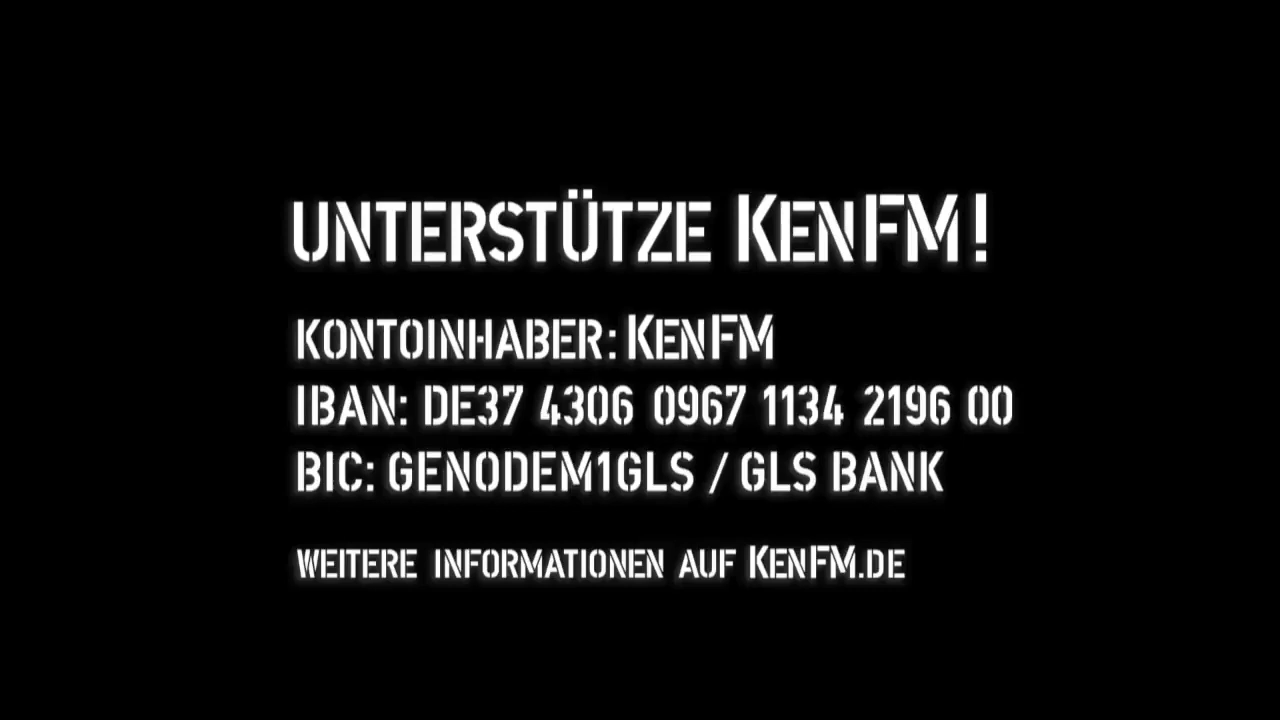 UNTERSTÜTZE KENFM!
KONTOINHABER: KENFM
IBAN: DE37 4306 0967 1134 2196 00
BIC: GENODEM1GLS / GLS BANK
WEITERE INFORMATIONEN AUF KENFM.DE